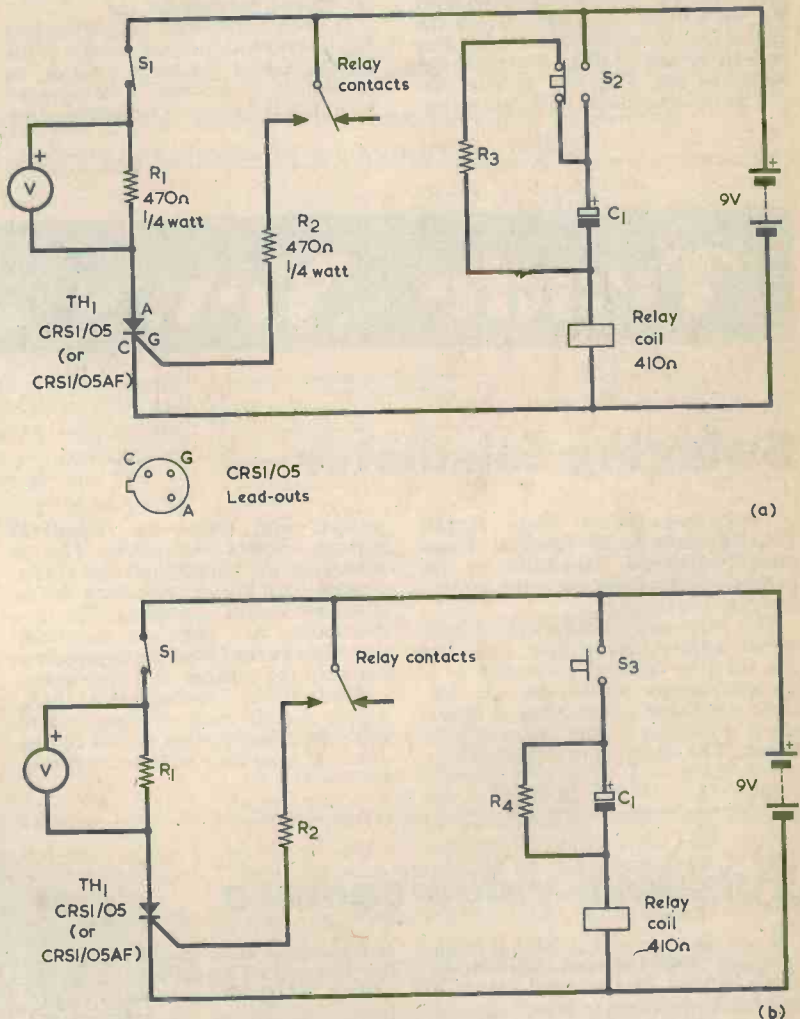 S1
Relay
contacts
S2
+
V
R1
470Ω
1/4 watt
R3
R2
470Ω
1/4 watt
+
C1
+
9V
TH1
CRS1/05
(or
CRS1/05AF)
A
C G
Relay
coil
410Ω
C G
A
CRS1/05
Lead-outs
(a)
S1
Relay contacts
S3
+
V
R1
R2
R4
+
C1
+
9V
TH1
CRS1/05
(or
CRS1/05AF)
Relay
coil
410Ω
(b)